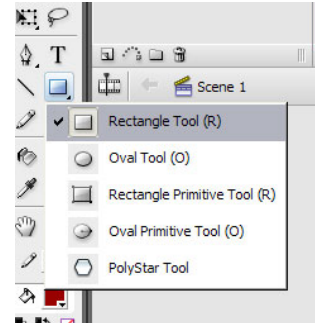 T
Scene 1
Rectangle Tool (R)
Oval Tool (O)
Rectangle Primitive Tool (R)
Oval Primitive Tool (O)
PolyStar Tool